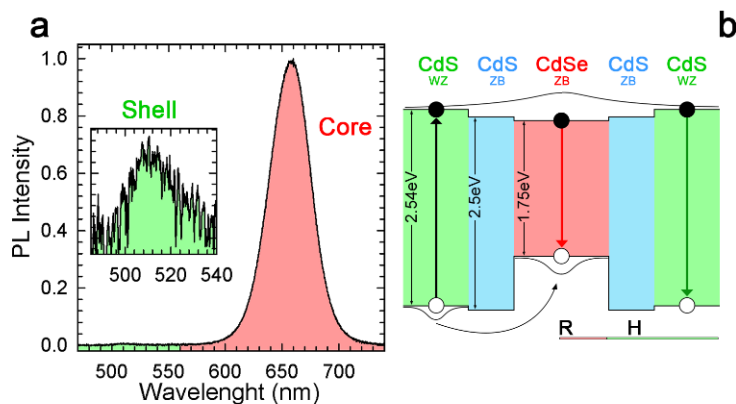 a
b
PL Intensity
1.0
0.8
0.6
0.4
0.2
0.0
Shell
Core
500 520 540
500 600 650 700
Wavelenght (nm)
CdS CdS CdSe CdS CdS
WZ ZB ZB ZB WZ
2.54eV
2.5eV
1.75eV
R H